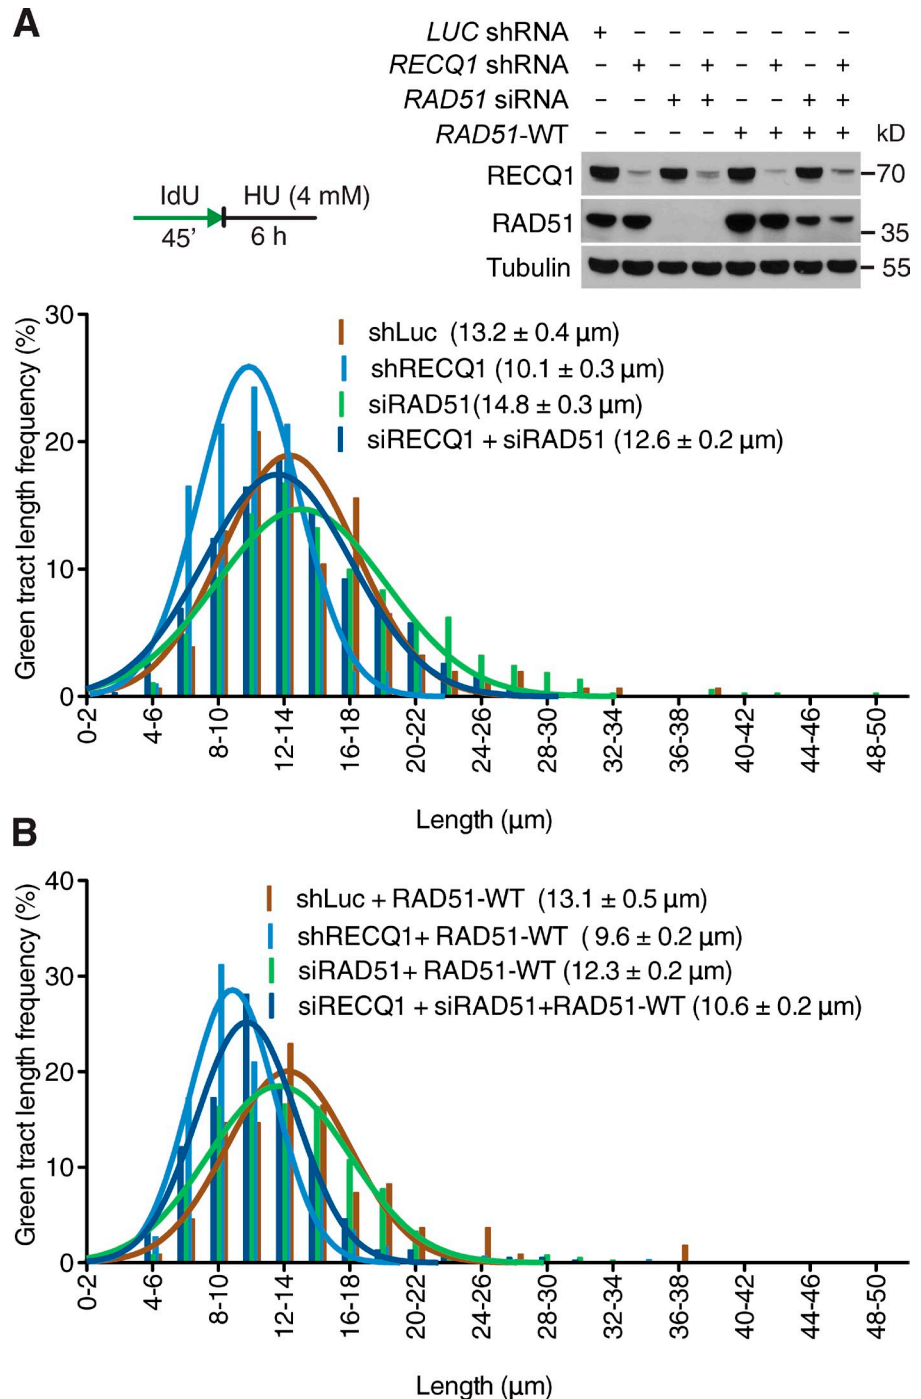 A
LUC shRNA + – – – – – – –
RECQ1 shRNA – + – + – + – +
RAD51 siRNA – – + + – – + +
RAD51-WT – – – – + + + + kD
RECQ1 70
RAD51 35
Tubulin 55
IdU HU (4 mM)
45’ 6 h
Green tract length frequency (%)
30
20
10
0
shLuc (13.2 ± 0.4 µm)
shRECQ1 (10.1 ± 0.3 µm)
siRAD51(14.8 ± 0.3 µm)
siRECQ1 + siRAD51 (12.6 ± 0.2 µm)
0-2 4-6 8-10 12-14 16-18 20-22 24-26 28-30 32-34 36-38 40-42 44-46 48-50
Length (µm)
B
Green tract length frequency (%)
40
30
20
10
0
shLuc + RAD51-WT (13.1 ± 0.5 µm)
shRECQ1+ RAD51-WT ( 9.6 ± 0.2 µm)
siRAD51+ RAD51-WT (12.3 ± 0.2 µm)
siRECQ1 + siRAD51+RAD51-WT (10.6 ± 0.2 µm)
0-2 4-6 8-10 12-14 16-18 20-22 24-26 28-30 32-34 36-38 40-42 44-46 48-50
Length (µm)